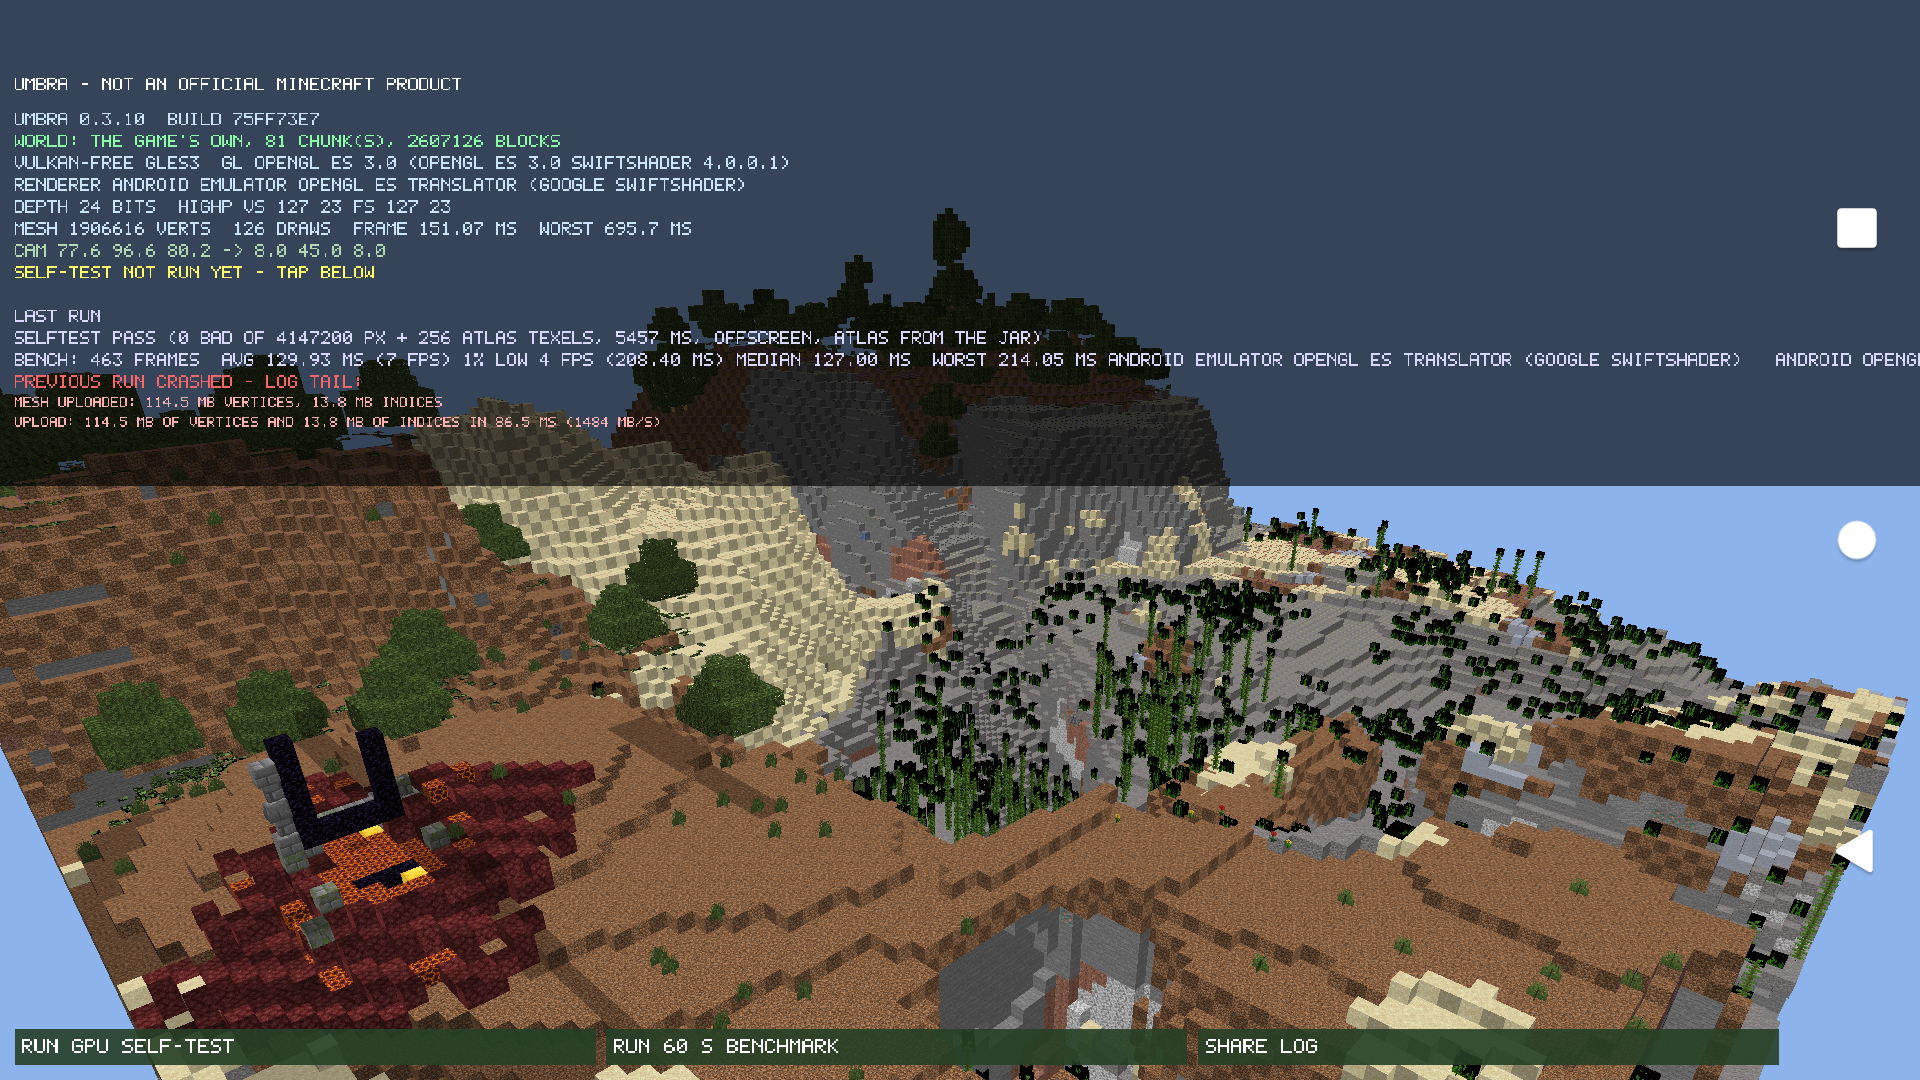 UMBRA - NOT AN OFFICIAL MINECRAFT PRODUCT
UMBRA 0.3.10  BUILD 75FF73E7
WORLD: THE GAME'S OWN, 81 CHUNK(S), 2607126 BLOCKS
VULKAN-FREE GLES3  GL OPENGL ES 3.0 (OPENGL ES 3.0 SWIFTSHADER 4.0.0.1)
RENDERER ANDROID EMULATOR OPENGL ES TRANSLATOR (GOOGLE SWIFTSHADER)
DEPTH 24 BITS  HIGHP VS 127 23 FS 127 23
MESH 1906616 VERTS  126 DRAWS  FRAME 151.07 MS  WORST 695.7 MS
CAM 77.6 96.6 80.2 -> 8.0 45.0 8.0
SELF-TEST NOT RUN YET - TAP BELOW
LAST RUN
SELFTEST PASS (0 BAD OF 4147200 PX + 256 ATLAS TEXELS, 5457 MS, OFFSCREEN, ATLAS FROM THE JAR)
BENCH: 463 FRAMES  AVG 129.93 MS (7 FPS) 1% LOW 4 FPS (208.40 MS) MEDIAN 127.00 MS  WORST 214.05 MS ANDROID EMULATOR OPENGL ES TRANSLATOR (GOOGLE SWIFTSHADER)   ANDROID OPENG
PREVIOUS RUN CRASHED - LOG TAIL:
MESH UPLOADED: 114.5 MB VERTICES, 13.8 MB INDICES
UPLOAD: 114.5 MB OF VERTICES AND 13.8 MB OF INDICES IN 86.5 MS (1484 MB/S)
RUN GPU SELF-TEST
RUN 60 S BENCHMARK
SHARE LOG